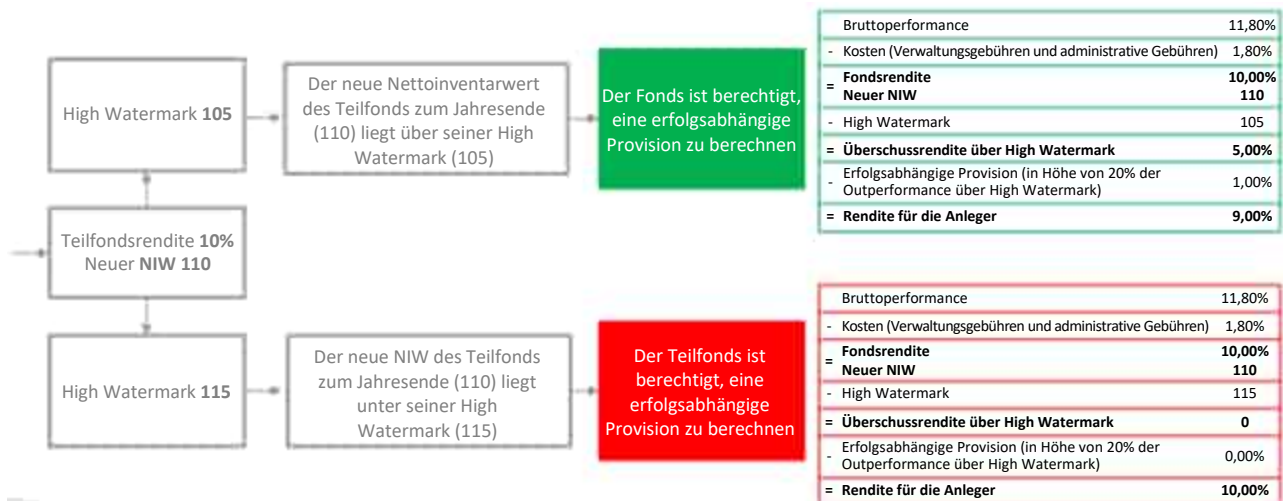 High Watermark 105
Der neue Nettoinventarwert
des Teilfonds zum Jahresende
(110) liegt über seiner High
Watermark (105)
Der Fonds ist berechtigt,
eine erfolgsabhängige
Provision zu berechnen
Bruttoperformance 11,80%
- Kosten (Verwaltungsgebühren und administrative Gebühren) 1,80%
= Fondsrendite 10,00%
Neuer NIW 110
- High Watermark 105
= Überschussrendite über High Watermark 5,00%
- Erfolgsabhängige Provision (in Höhe von 20% der
Outperformance über High Watermark) 1,00%
= Rendite für die Anleger 9,00%
Teilfondsrendite 10%
Neuer NIW 110
High Watermark 115
Der neue NIW des Teilfonds
zum Jahresende (110) liegt
unter seiner High
Watermark (115)
Der Teilfonds ist
berechtigt, eine
erfolgsabhängige
Provision zu berechnen
Bruttoperformance 11,80%
- Kosten (Verwaltungsgebühren und administrative Gebühren) 1,80%
= Fondsrendite 10,00%
Neuer NIW 110
- High Watermark 115
= Überschussrendite über High Watermark 0
- Erfolgsabhängige Provision (in Höhe von 20% der
Outperformance über High Watermark) 0,00%
= Rendite für die Anleger 10,00%